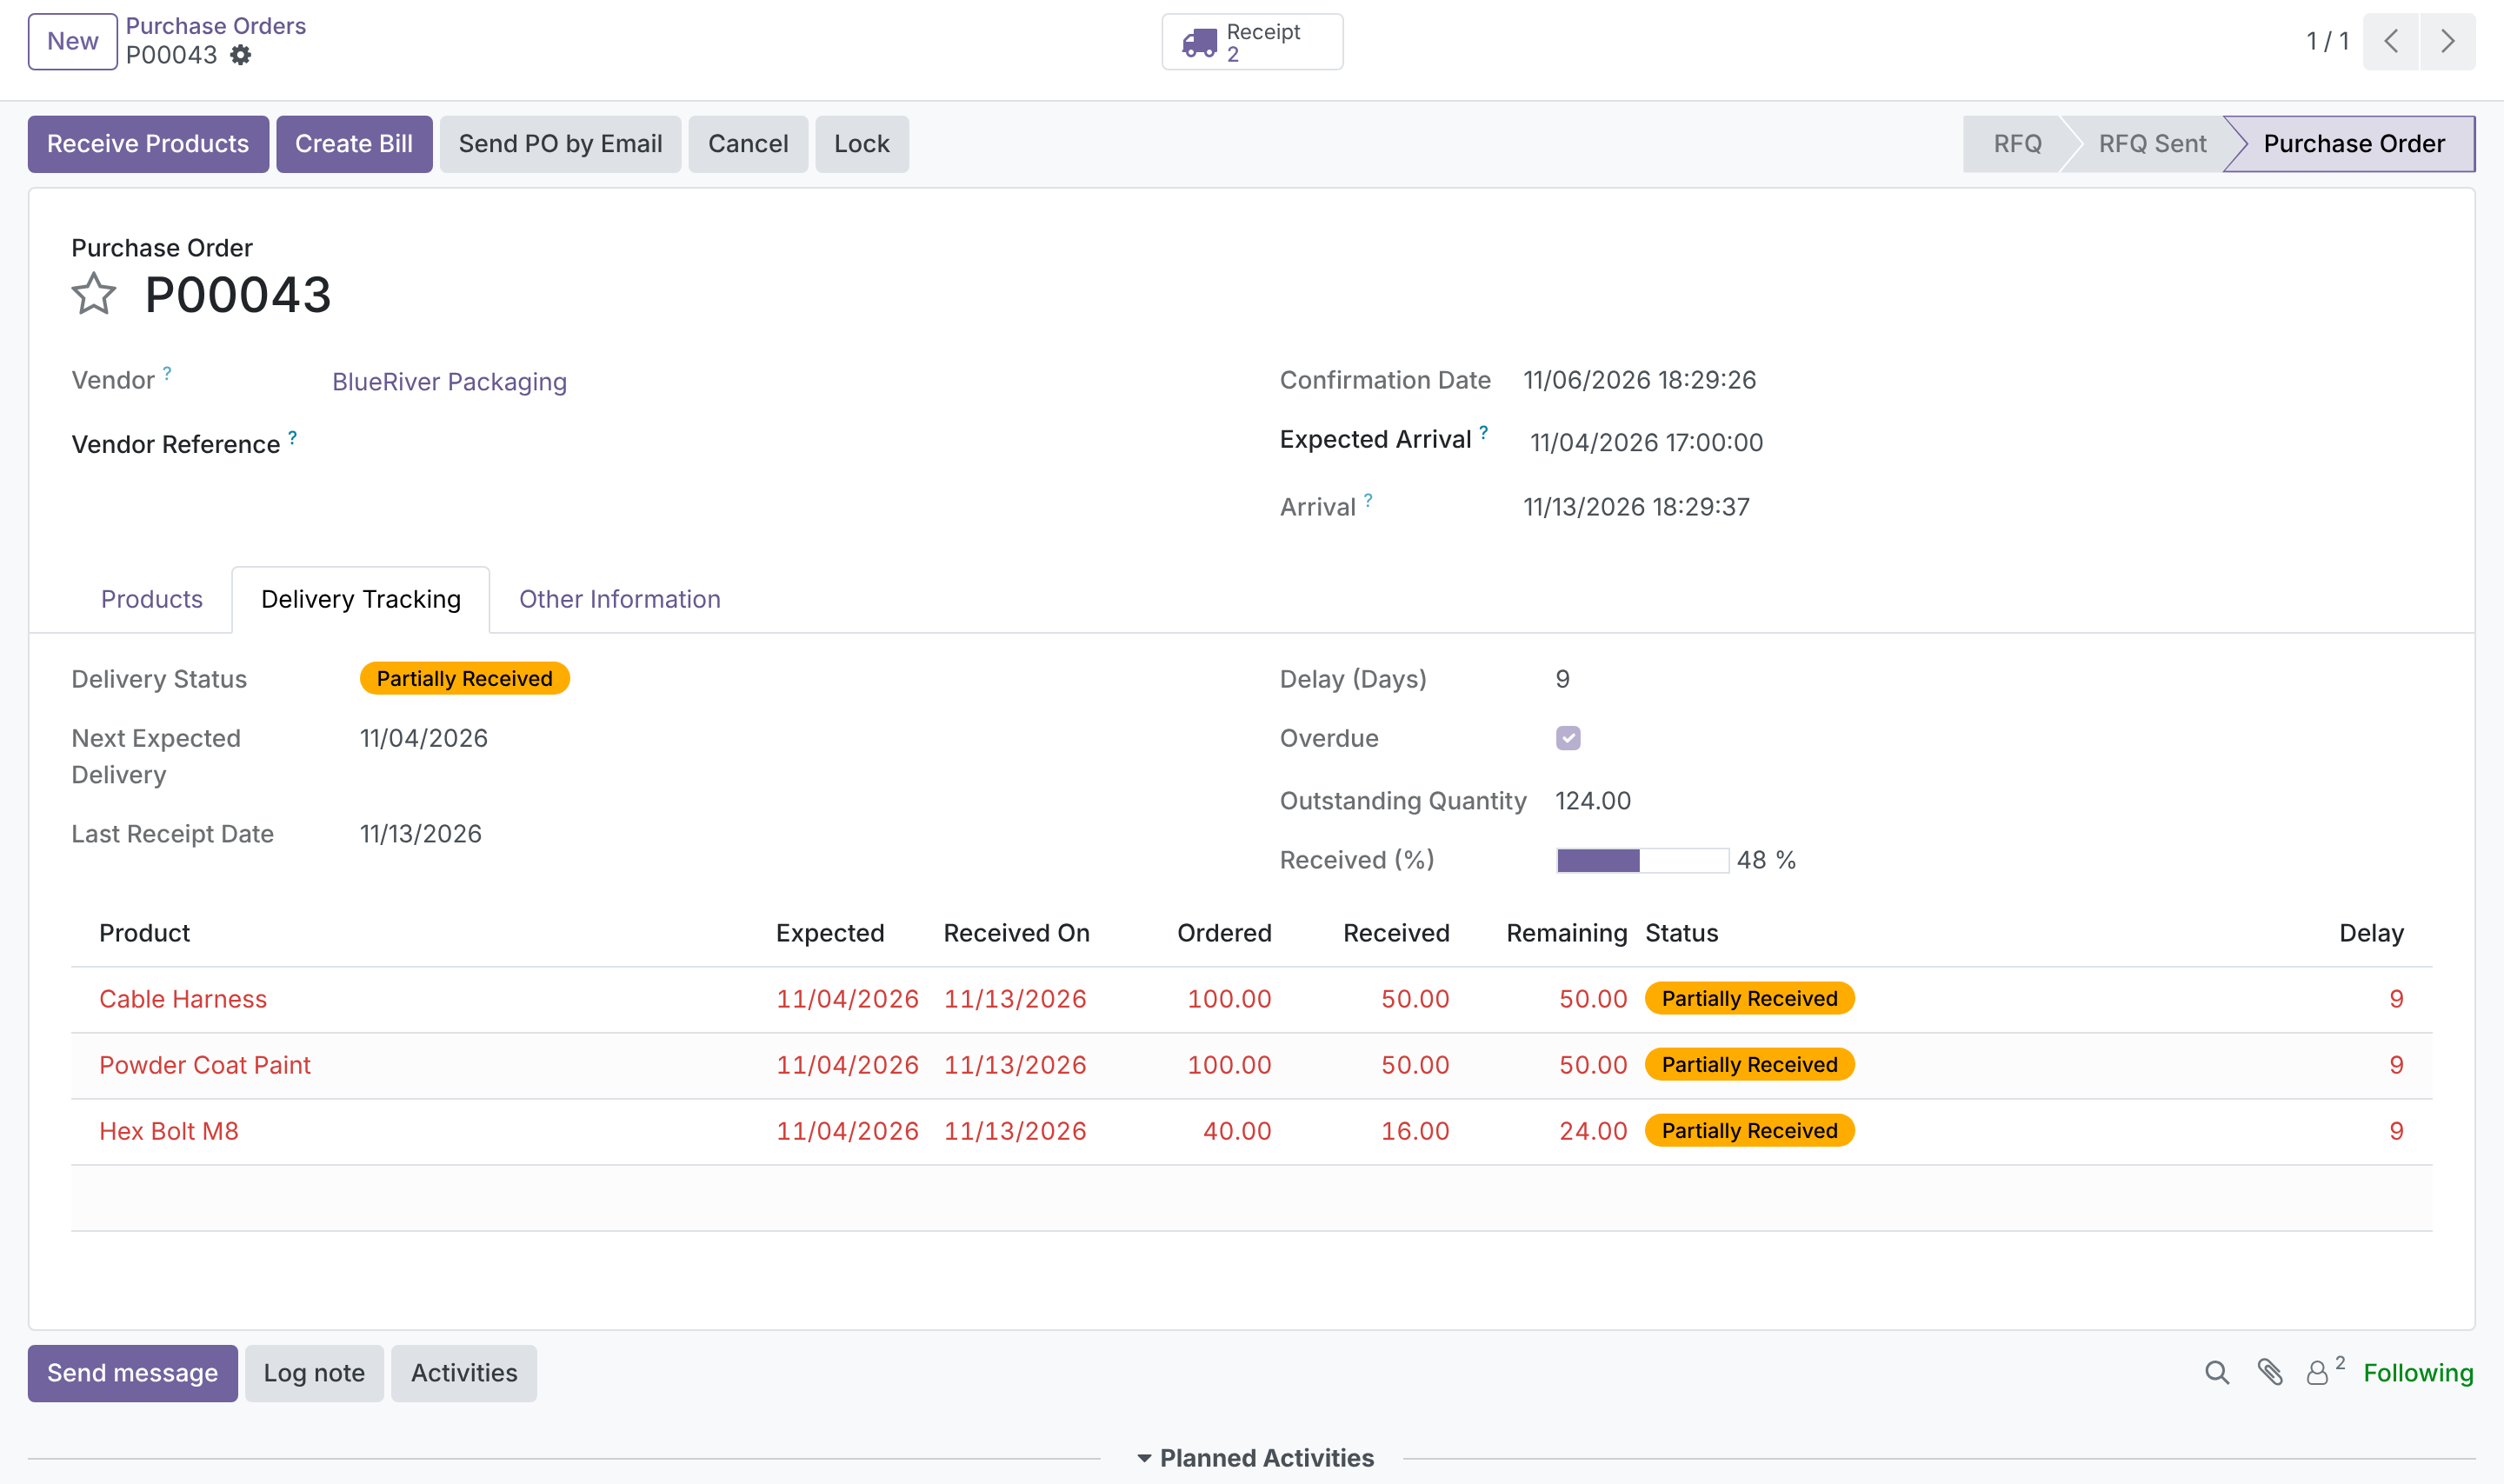 New
Purchase Orders
P00043
Receipt
2
1 / 1
Receive Products
Create Bill
Send PO by Email
Cancel
Lock
RFQ
RFQ Sent
Purchase Order
Purchase Order
P00043
Vendor ?
BlueRiver Packaging
Vendor Reference ?
Confirmation Date 11/06/2026 18:29:26
Expected Arrival ? 11/04/2026 17:00:00
Arrival ? 11/13/2026 18:29:37
Products
Delivery Tracking
Other Information
Delivery Status Partially Received
Next Expected
Delivery
11/04/2026
Last Receipt Date 11/13/2026
Delay (Days) 9
Overdue
Outstanding Quantity 124.00
Received (%) 48 %
Product Expected Received On Ordered Received Remaining Status Delay
Cable Harness 11/04/2026 11/13/2026 100.00 50.00 50.00 Partially Received 9
Powder Coat Paint 11/04/2026 11/13/2026 100.00 50.00 50.00 Partially Received 9
Hex Bolt M8 11/04/2026 11/13/2026 40.00 16.00 24.00 Partially Received 9
Send message
Log note
Activities
2
Following
Planned Activities